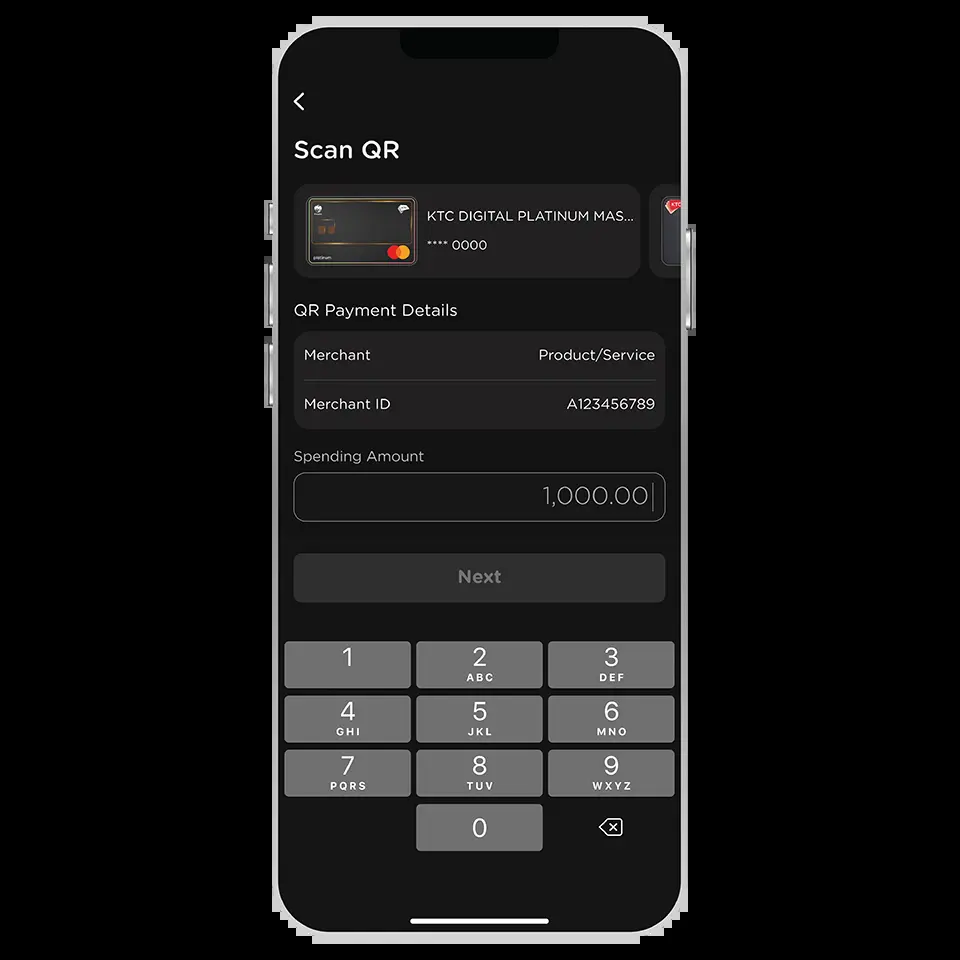 Scan QR
KTC DIGITAL PLATINUM MAS...
**** 0000
platinum
KTC
QR Payment Details
Merchant Product/Service
Merchant ID A123456789
Spending Amount
1,000.00
Next
1 2 3
ABC DEF
4 5 6
GHI JKL MNO
7 8 9
PQRS TUV WXYZ
0